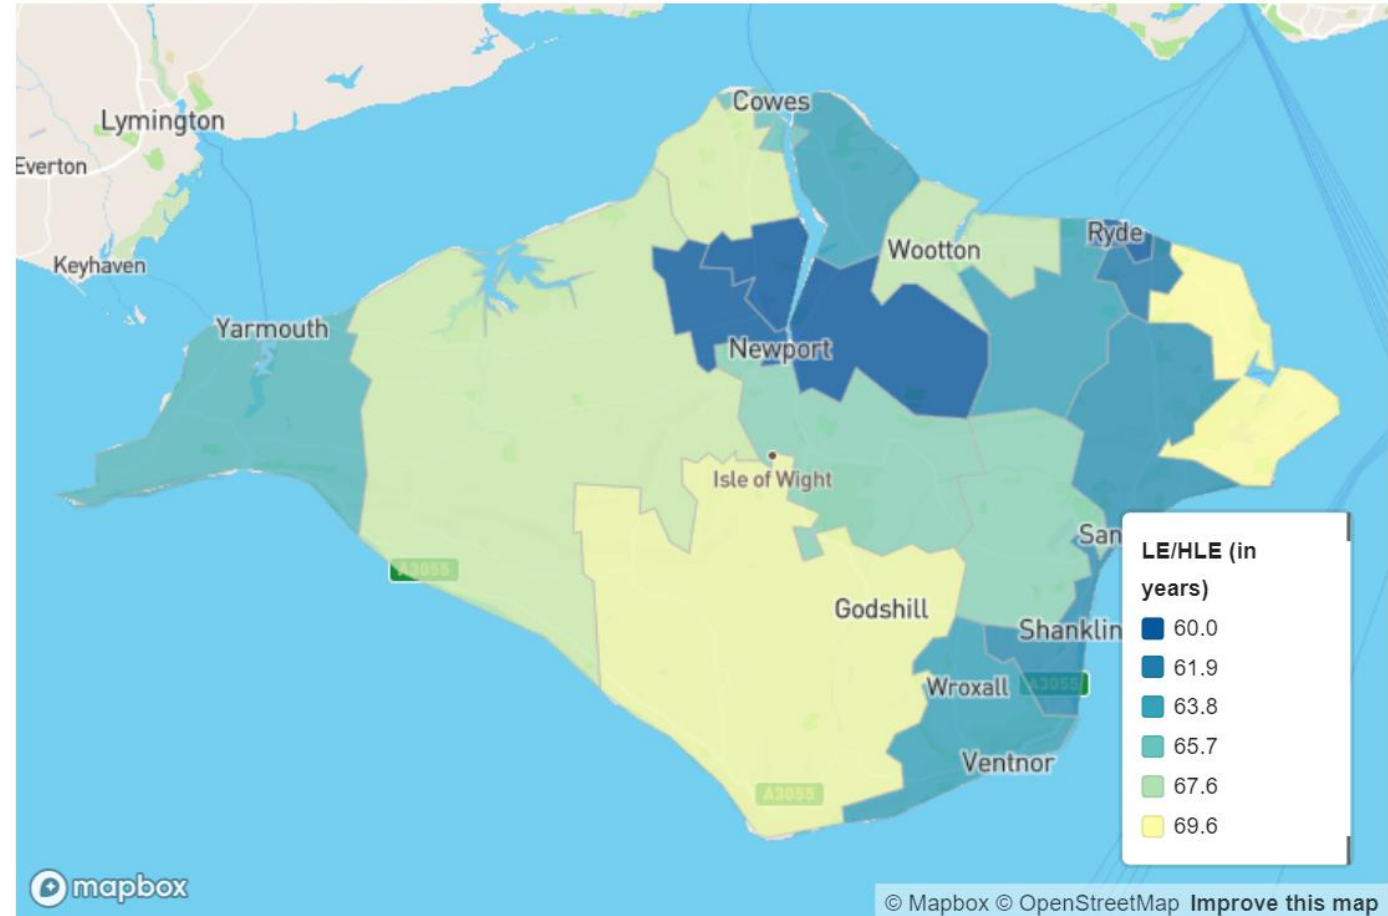 Cowes
Lymington
Everton
Ryde
Wootton
Keyhaven
Yarmouth
Newport
Isle of Wight
San
LE/HLE (in
years)
60.0
61.9
63.8
65.7
67.6
69.6
A3055
Godshill
Shanklin
Wroxall
A3055
Ventnor
A3055
mapbox
© Mapbox © OpenStreetMap Improve this map